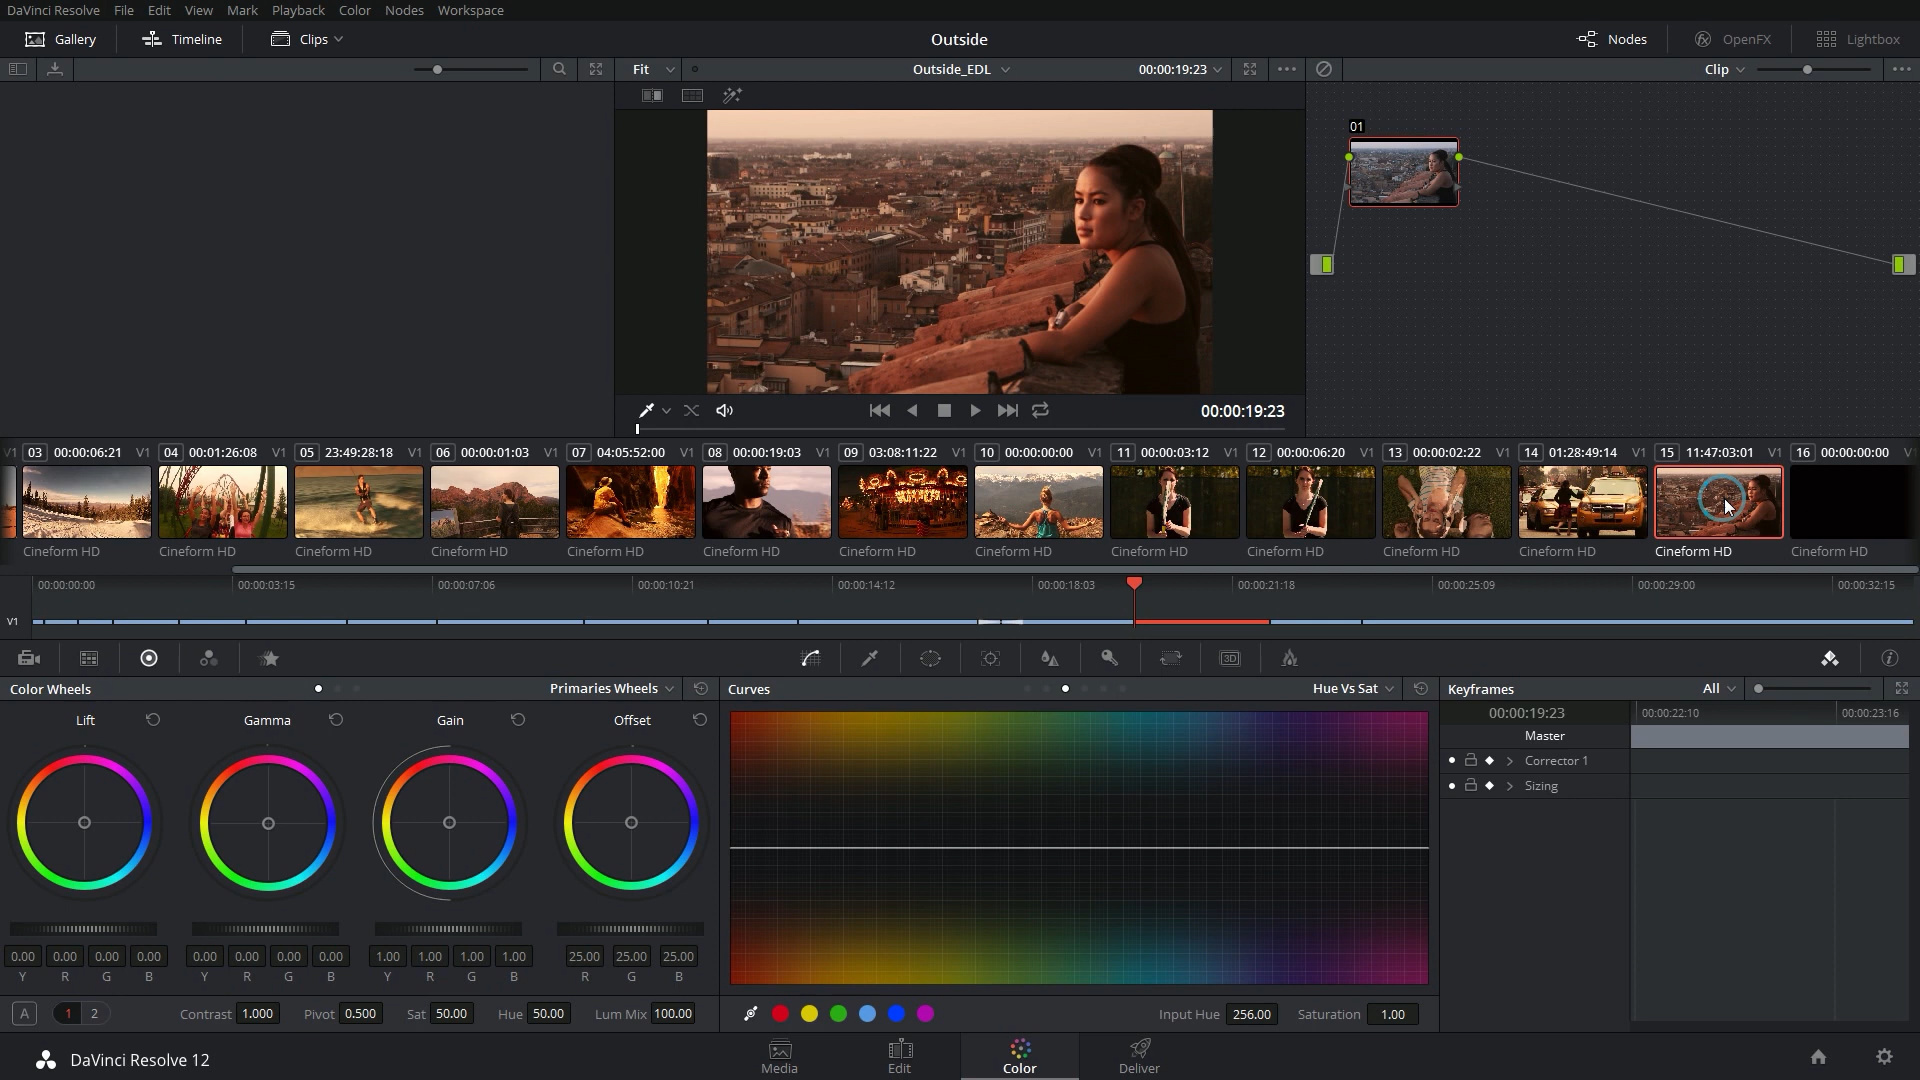 DaVinci Resolve File Edit View Mark Playback Color Nodes Workspace
Gallery Timeline Clips Outside Nodes OpenFX Lightbox
Fit Outside_EDL 00:00:19:23 Clip
01
00:00:19:23
V1 03 00:00:06:21 V1 04 00:01:26:08 V1 05 23:49:28:18 V1 06 00:00:01:03 V1 07 04:05:52:00 V1 08 00:00:19:03 V1 09 03:08:11:22 V1 10 00:00:00:00 V1 11 00:00:03:12 V1 12 00:00:06:20 V1 13 00:00:02:22 V1 14 01:28:49:14 V1 15 11:47:03:01 V1 16 00:00:00:00 V
Cineform HD Cineform HD Cineform HD Cineform HD Cineform HD Cineform HD Cineform HD Cineform HD Cineform HD Cineform HD Cineform HD Cineform HD Cineform HD Cineform HD
00:00:00:00 00:00:03:15 00:00:07:06 00:00:10:21 00:00:14:12 00:00:18:03 00:00:21:18 00:00:25:09 00:00:29:00 00:00:32:15
V1
3D
Color Wheels Primaries Wheels Curves Hue Vs Sat Keyframes All
Lift Gamma Gain Offset
00:00:19:23 00:00:22:10 00:00:23:16
Master
Corrector 1
Sizing
0.00 0.00 0.00 0.00 0.00 0.00 0.00 0.00 1.00 1.00 1.00 1.00 25.00 25.00 25.00
Y R G B Y R G B Y R G B R G B
A 1 2 Contrast 1.000 Pivot 0.500 Sat 50.00 Hue 50.00 Lum Mix 100.00 Input Hue 256.00 Saturation 1.00
DaVinci Resolve 12 Media Edit Color Deliver